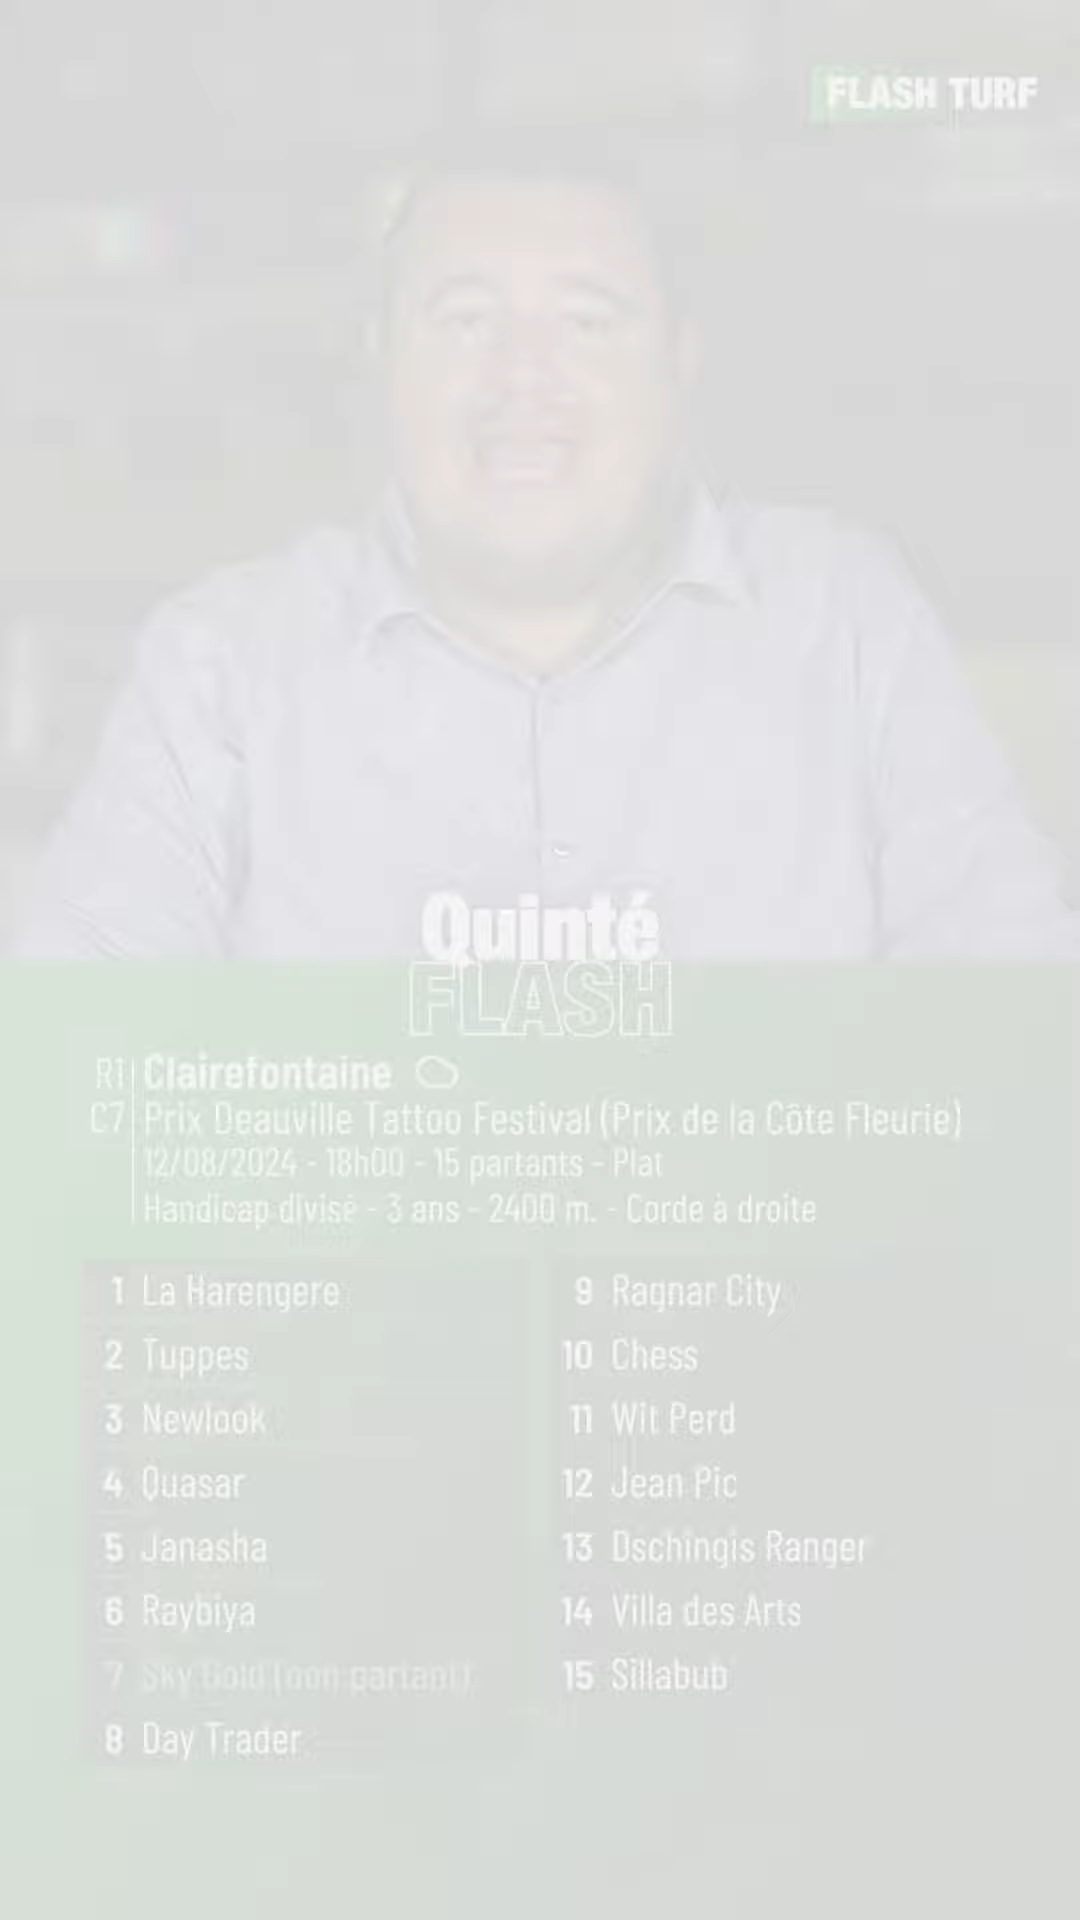 FLASH TURF
Quinté
FLASH
R1 Clairefontaine
C7 Prix Deauville Tattoo Festival (Prix de la Côte Fleurie)
12/08/2024 - 18h00 - 15 partants - Plat
Handicap divisé - 3 ans - 2400 m. - Corde à droite
1 La Harengere
2 Tuppes
3 Newlook
4 Quasar
5 Janasha
6 Raybiya
7 Sky Gold (non partant)
8 Day Trader
9 Ragnar City
10 Chess
11 Wit Perd
12 Jean Pic
13 Dschingis Ranger
14 Villa des Arts
15 Sillabub